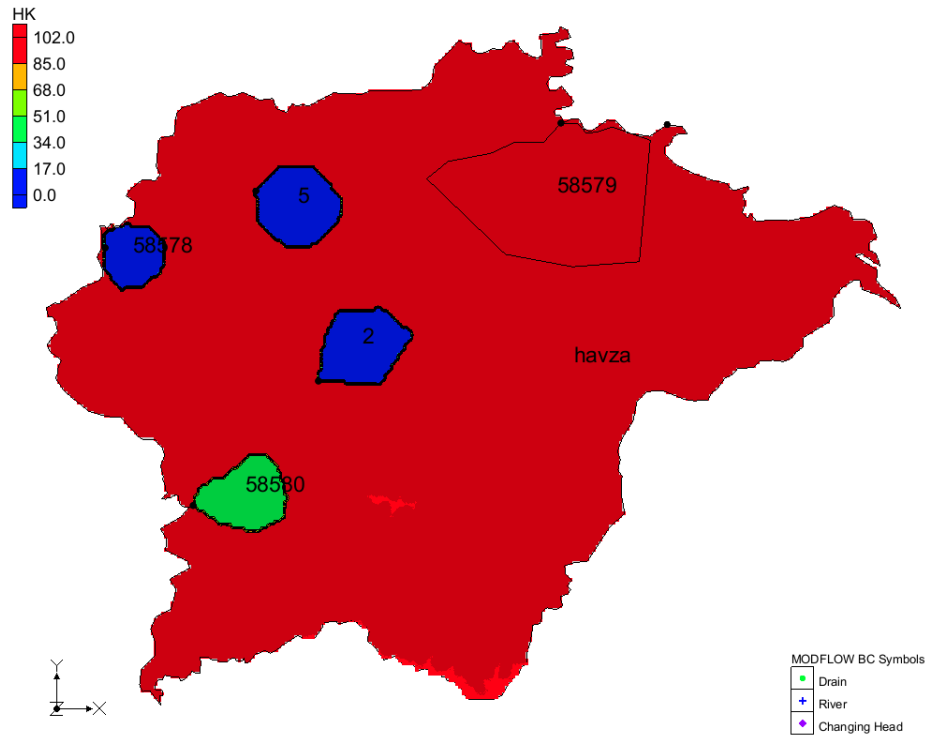 HK
102.0
85.0
68.0
51.0
34.0
17.0
0.0
58579
5
58578
2
havza
58580
Y
Z
X
MODFLOW BC Symbols
Drain
River
Changing Head